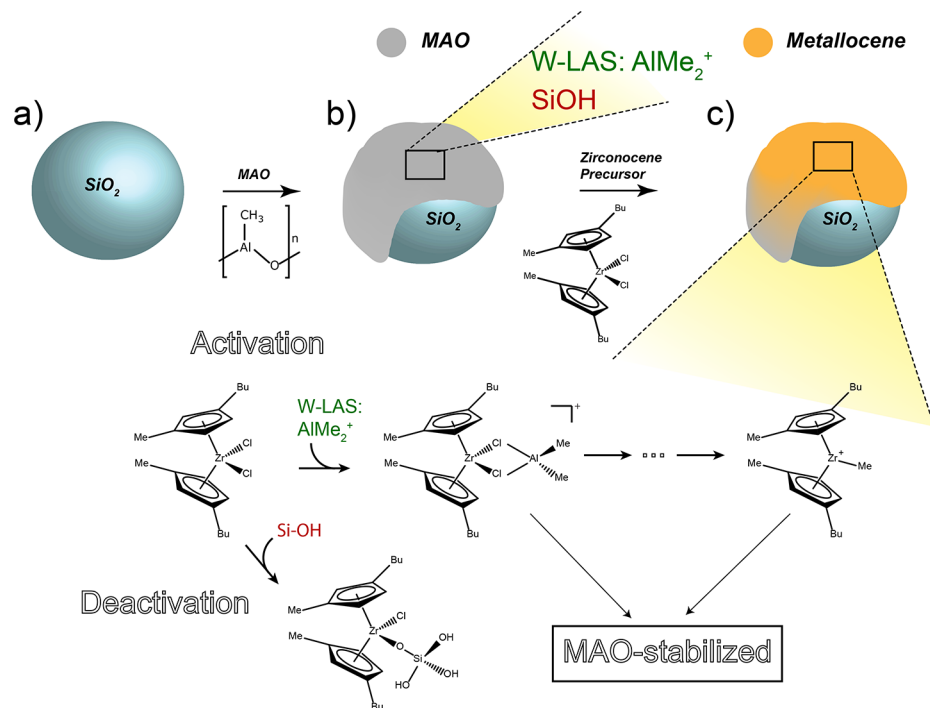 MAO
Metallocene
W-LAS: AlMe2+
SiOH
a)
b)
c)
SiO2
MAO
CH3
Al
O
n
SiO2
Zirconocene
Precursor
Bu
Me
Me
Zr
Cl
Cl
Bu
SiO2
Activation
Bu
Me
Me
Zr
Cl
Cl
Bu
W-LAS:
AlMe2+
Bu
Me
Me
Zr
Cl
Cl
Al
Me
Me
+
Bu
Bu
Me
Me
Zr+
Me
Bu
Si-OH
Deactivation
Bu
Me
Me
Zr
Cl
O
Si
OH
OH
HO
Bu
MAO-stabilized